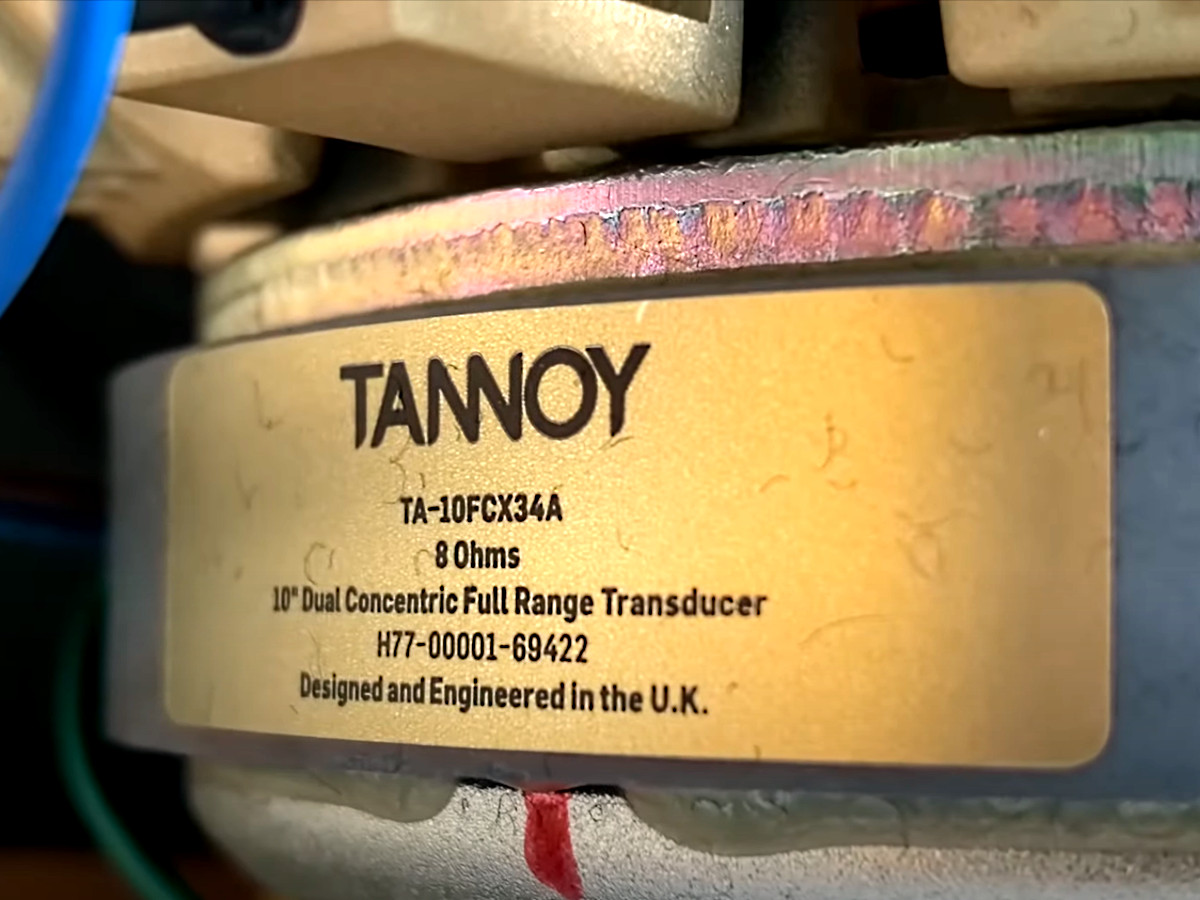 TANNOY
TA-10FCX34A
8 Ohms
10" Dual Concentric Full Range Transducer
H77-00001-69422
Designed and Engineered in the U.K.